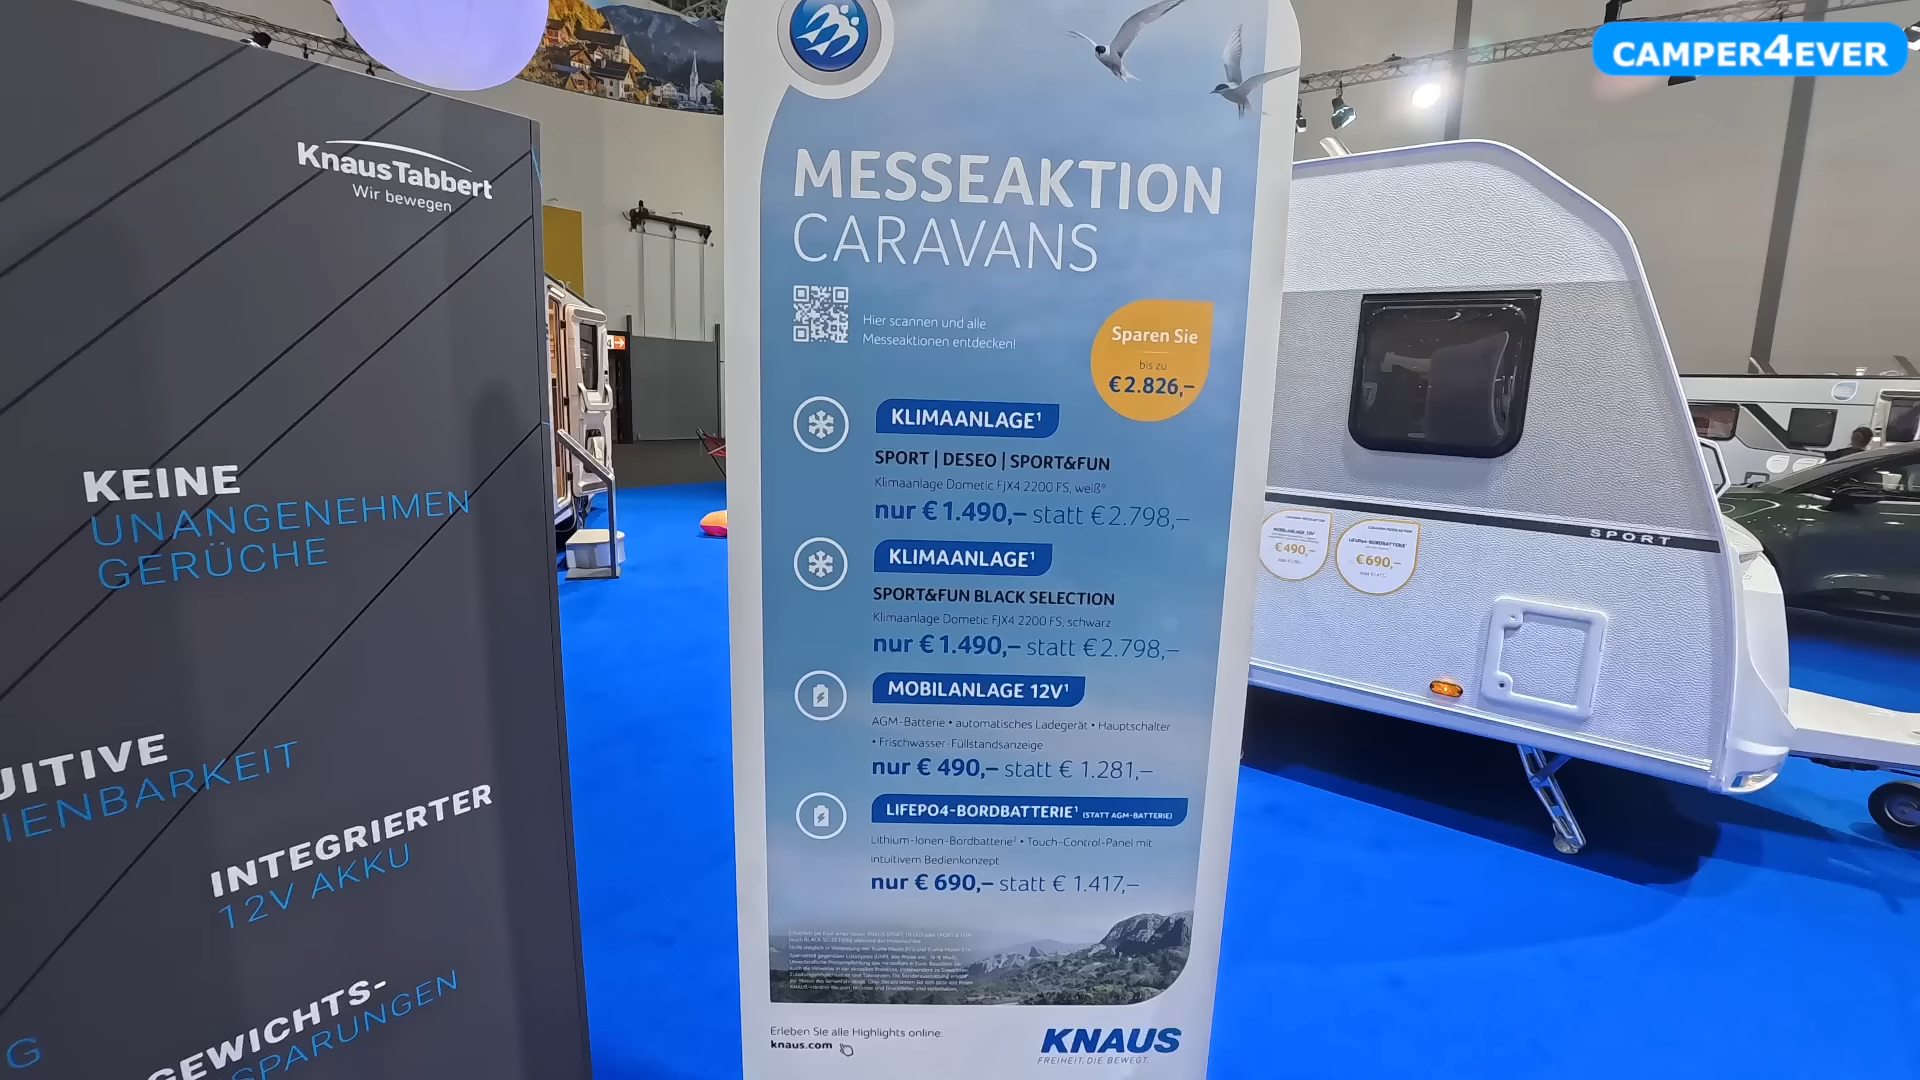 CAMPER4EVER
KnausTabbert
Wir bewegen
KEINE
UNANGENEHMEN
GERÜCHE
UITIVE
IENBARKEIT
INTEGRIERTER
12V AKKU
GEWICHTS-
SPARUNGEN
G
MESSEAKTION
CARAVANS
Hier scannen und alle
Messeaktionen entdecken!
Sparen Sie
bis zu
€ 2.826,–
KLIMAANLAGE¹
SPORT | DESEO | SPORT&FUN
Klimaanlage Dometic FJX4 2200 FS, weiß*
nur € 1.490,– statt € 2.798,–
KLIMAANLAGE¹
SPORT&FUN BLACK SELECTION
Klimaanlage Dometic FJX4 2200 FS, schwarz
nur € 1.490,– statt € 2.798,–
MOBILANLAGE 12V¹
AGM-Batterie • automatisches Ladegerät • Hauptschalter
• Frischwasser-Füllstandsanzeige
nur € 490,– statt € 1.281,–
LIFEPO4-BORDBATTERIE¹ (STATT AGM-BATTERIE)
Lithium-Ionen-Bordbatterie² • Touch-Control-Panel mit
intuitivem Bedienkonzept
nur € 690,– statt € 1.417,–
Erleben Sie alle Highlights online:
knaus.com
KNAUS
FREIHEIT. DIE BEWEGT.
MOBILANLAGE 12V
€ 490,–
LIFEPO4-BORDBATTERIE
€ 690,–
SPORT